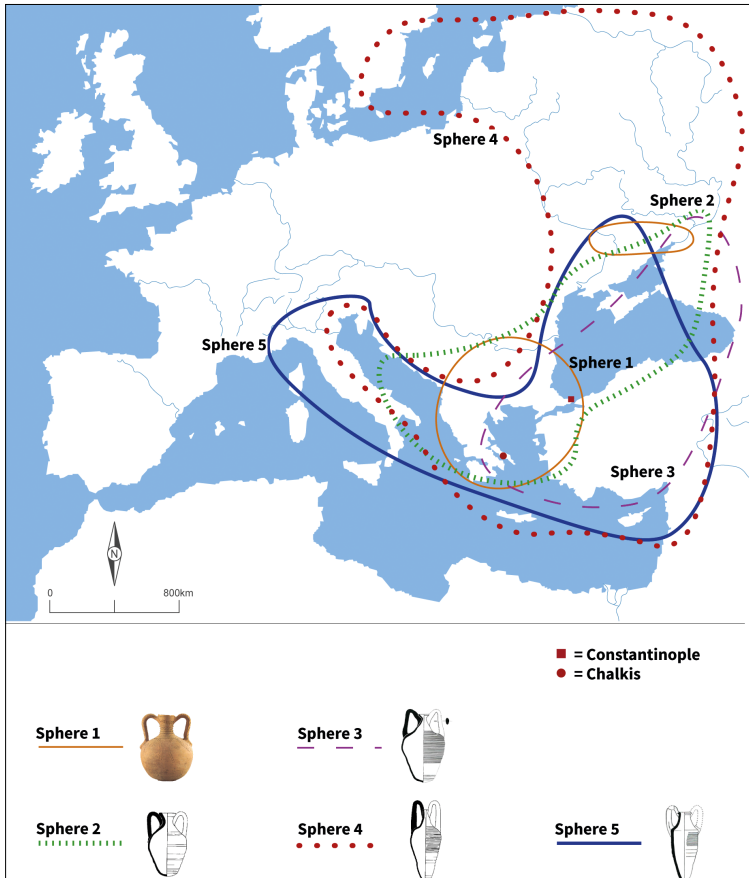 Sphere 4
Sphere 2
Sphere 5
Sphere 1
Sphere 3
N
0 800km
= Constantinople
= Chalkis
Sphere 1
Sphere 3
Sphere 2
Sphere 4
Sphere 5